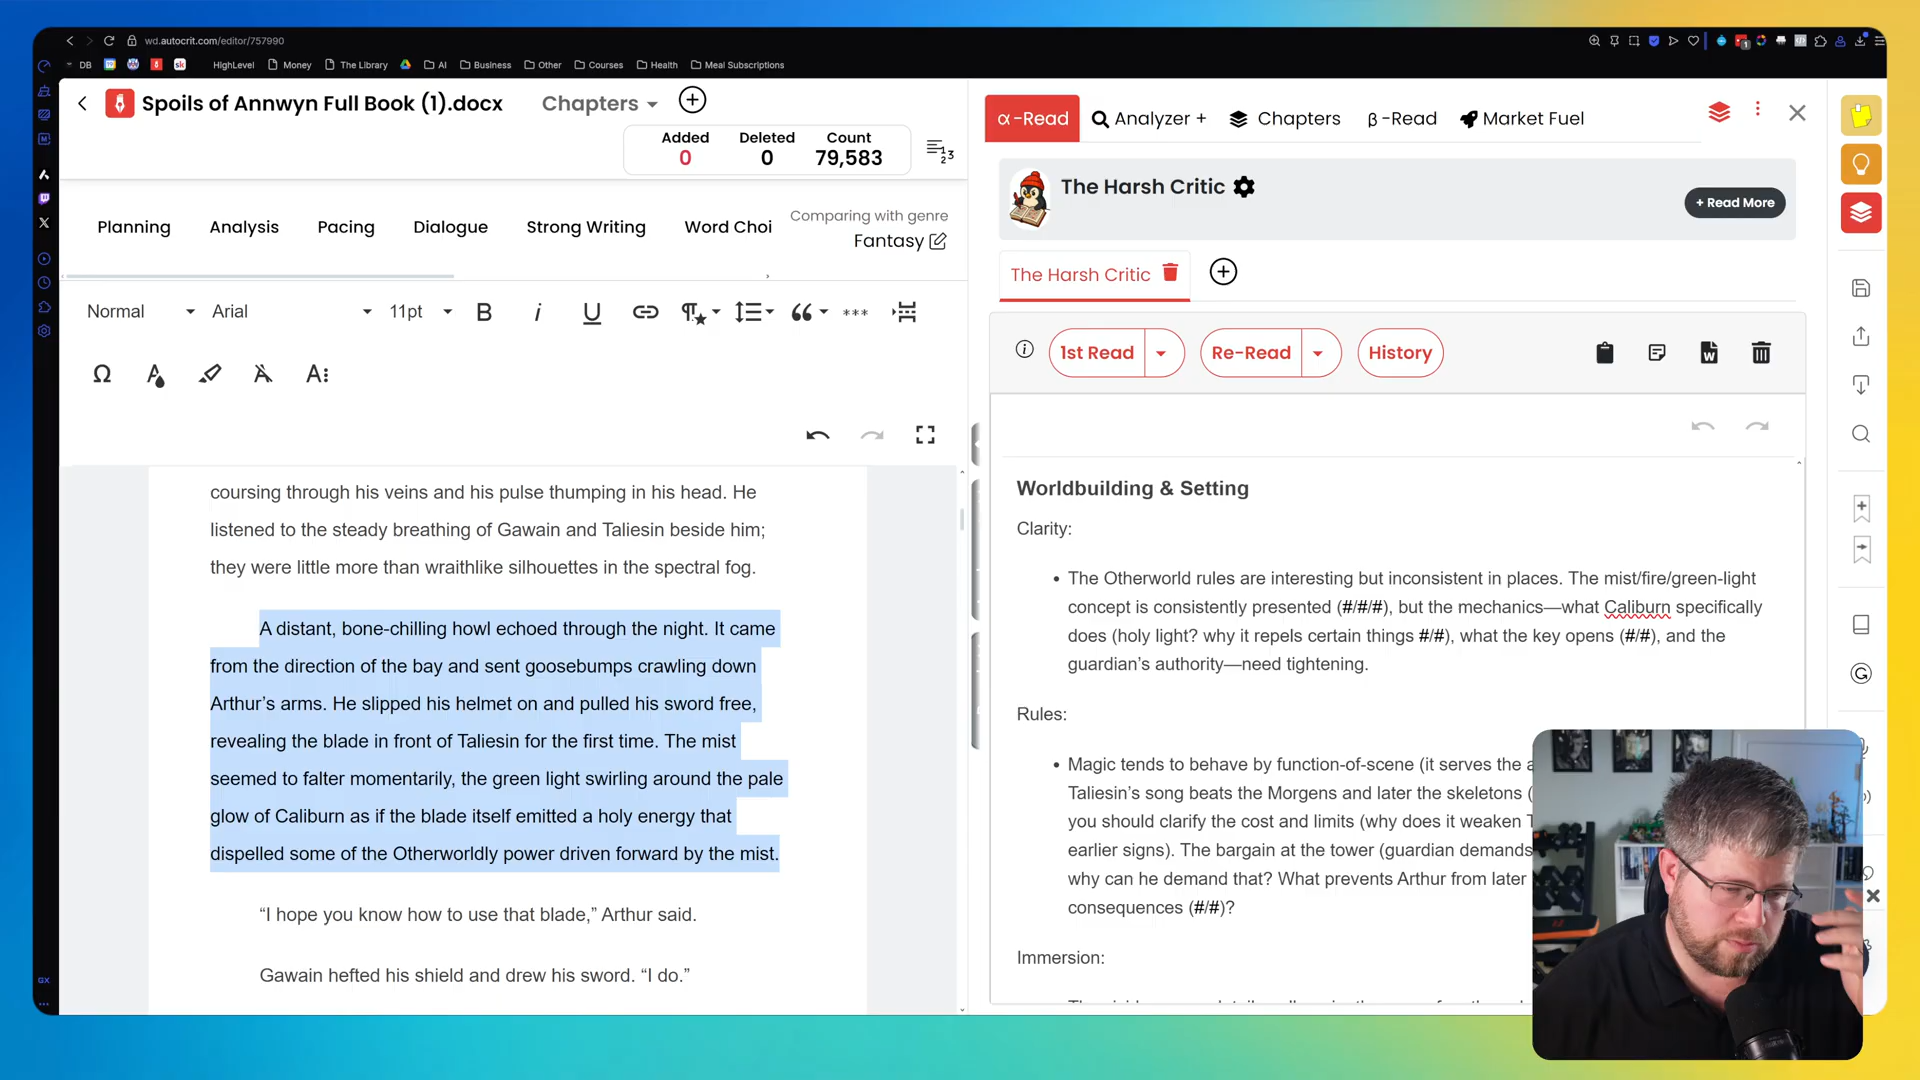 wd.autocrit.com/editor/757990
DB
HighLevel
Money
The Library
AI
Business
Other
Courses
Health
Meal Subscriptions
Spoils of Annwyn Full Book (1).docx
Chapters
Added
0
Deleted
0
Count
79,583
Planning
Analysis
Pacing
Dialogue
Strong Writing
Word Choi
Comparing with genre
Fantasy
Normal
Arial
11pt
coursing through his veins and his pulse thumping in his head. He
listened to the steady breathing of Gawain and Taliesin beside him;
they were little more than wraithlike silhouettes in the spectral fog.
A distant, bone-chilling howl echoed through the night. It came
from the direction of the bay and sent goosebumps crawling down
Arthur’s arms. He slipped his helmet on and pulled his sword free,
revealing the blade in front of Taliesin for the first time. The mist
seemed to falter momentarily, the green light swirling around the pale
glow of Caliburn as if the blade itself emitted a holy energy that
dispelled some of the Otherworldly power driven forward by the mist.
“I hope you know how to use that blade,” Arthur said.
Gawain hefted his shield and drew his sword. “I do.”
α-Read
Analyzer +
Chapters
β-Read
Market Fuel
The Harsh Critic
+ Read More
The Harsh Critic
1st Read
Re-Read
History
Worldbuilding & Setting
Clarity:
• The Otherworld rules are interesting but inconsistent in places. The mist/fire/green-light
concept is consistently presented (#/#/#), but the mechanics—what Caliburn specifically
does (holy light? why it repels certain things #/#), what the key opens (#/#), and the
guardian’s authority—need tightening.
Rules:
• Magic tends to behave by function-of-scene (it serves the a
Taliesin’s song beats the Morgens and later the skeletons (
you should clarify the cost and limits (why does it weaken T
earlier signs). The bargain at the tower (guardian demands
why can he demand that? What prevents Arthur from later
consequences (#/#)?
Immersion: